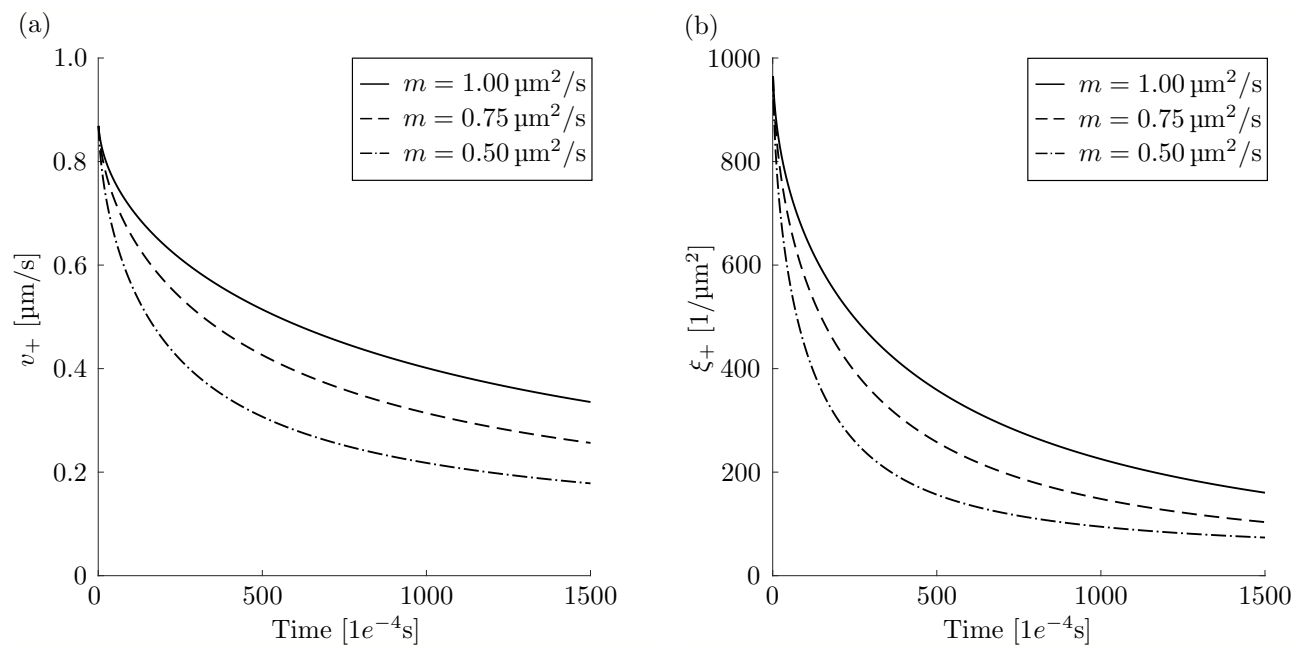 (a)
1.0
0.8
0.6
0.4
0.2
0
0
500
1000
1500
v₊ [µm/s]
Time [1e⁻⁴s]
m = 1.00 µm²/s
m = 0.75 µm²/s
m = 0.50 µm²/s
(b)
1000
800
600
400
200
0
0
500
1000
1500
ξ₊ [1/µm²]
Time [1e⁻⁴s]
m = 1.00 µm²/s
m = 0.75 µm²/s
m = 0.50 µm²/s